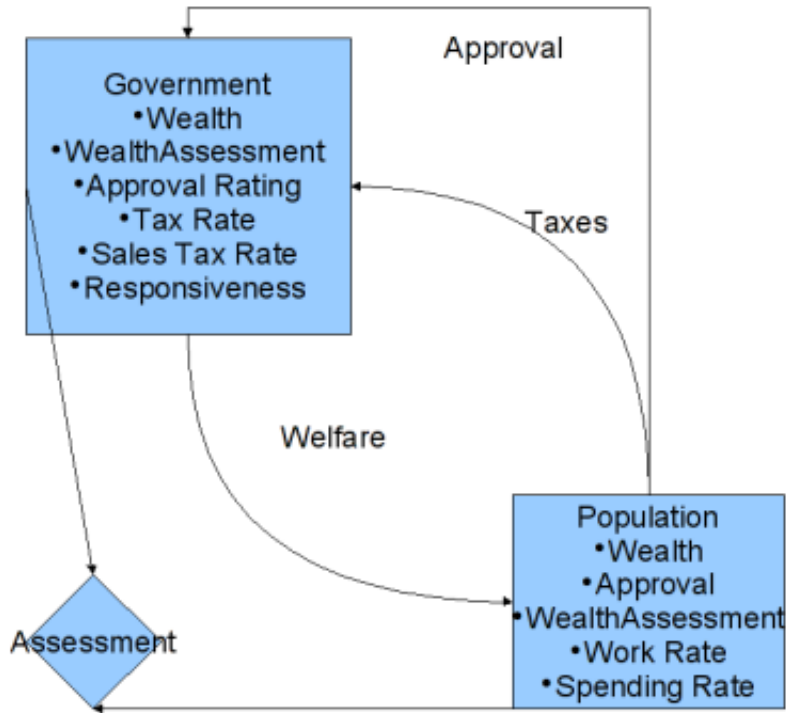 Approval
Government
•Wealth
•WealthAssessment
•Approval Rating
•Tax Rate
•Sales Tax Rate
•Responsiveness
Taxes
Welfare
Population
•Wealth
•Approval
•WealthAssessment
•Work Rate
•Spending Rate
Assessment